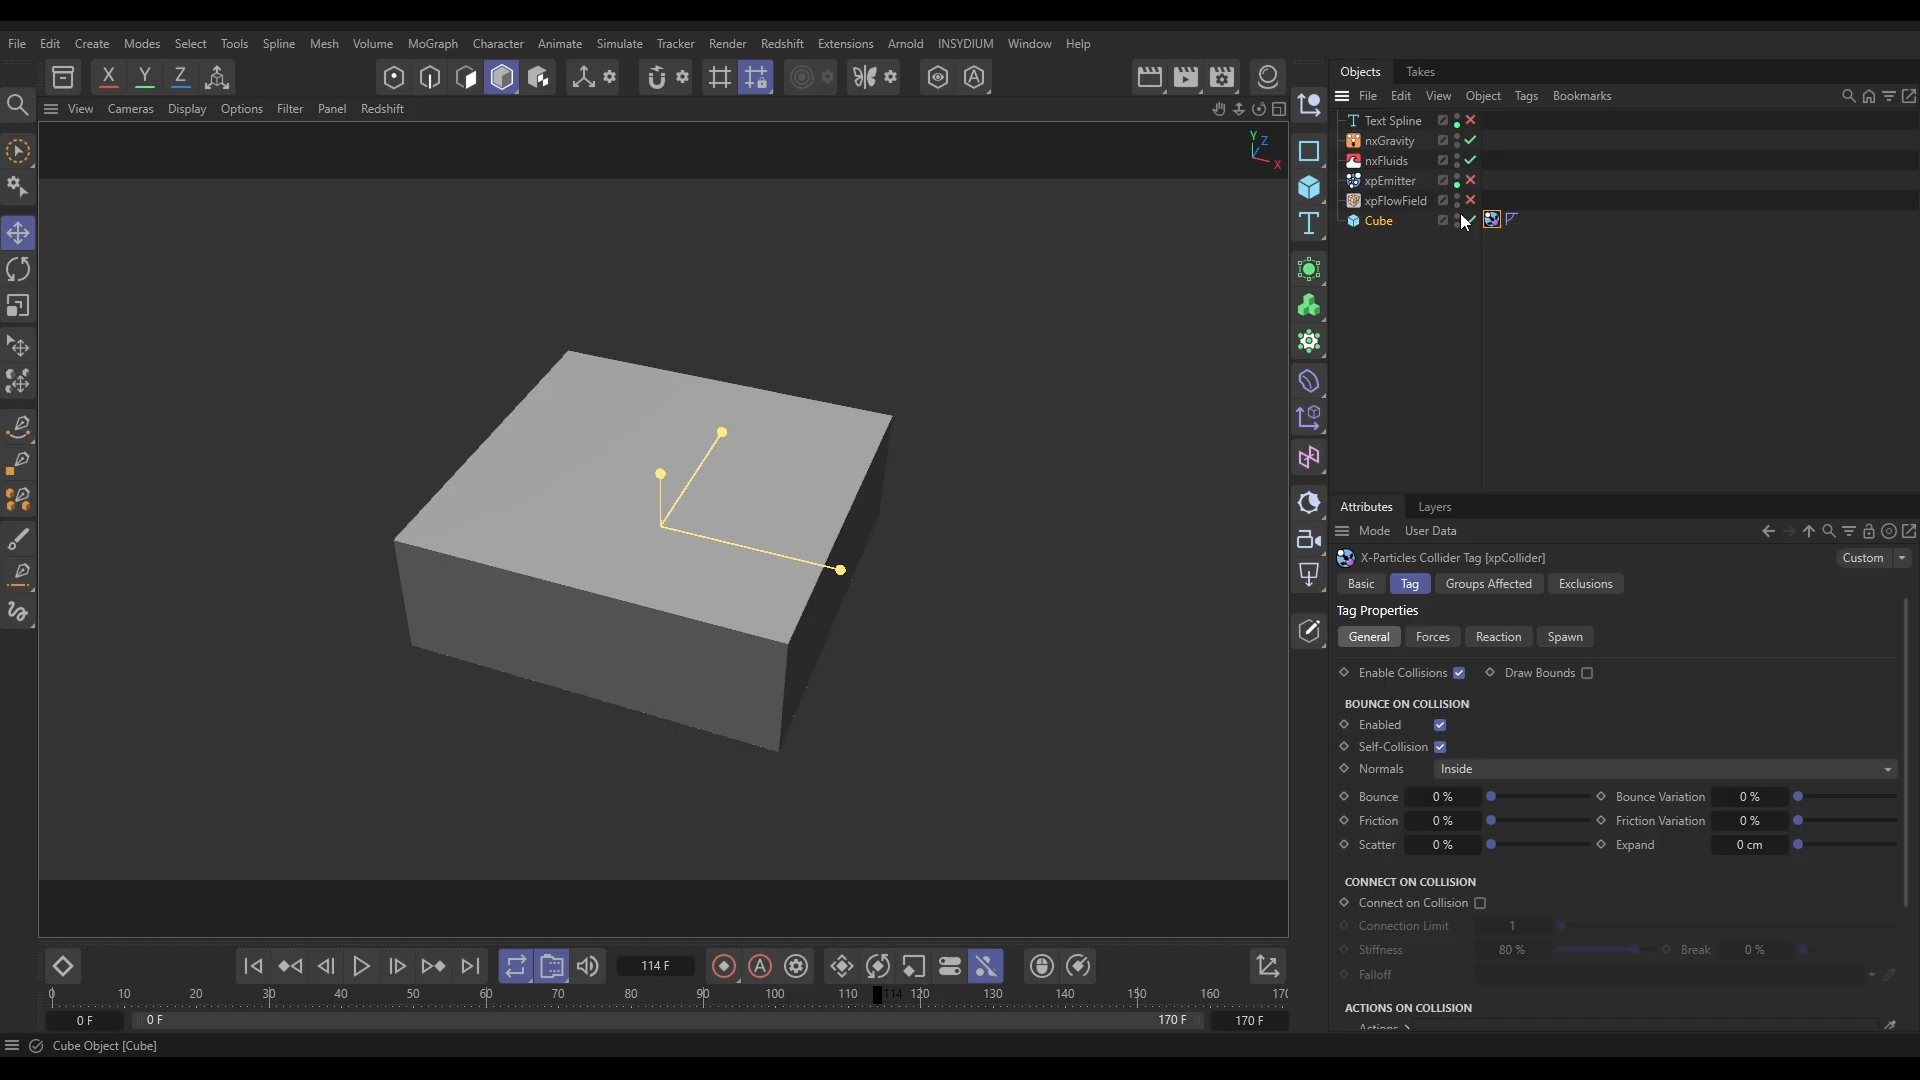 File Edit Create Modes Select Tools Spline Mesh Volume MoGraph Character Animate Simulate Tracker Render Redshift Extensions Arnold INSYDIUM Window Help
Objects Takes
X Y Z
File Edit View Object Tags Bookmarks
View Cameras Display Options Filter Panel Redshift
Text Spline
nxGravity
nxFluids
xpEmitter
xpFlowField
Cube
Y
Z
X
Attributes Layers
Mode User Data
X-Particles Collider Tag [xpCollider] Custom
Basic Tag Groups Affected Exclusions
Tag Properties
General Forces Reaction Spawn
Enable Collisions Draw Bounds
BOUNCE ON COLLISION
Enabled
Self-Collision
Normals Inside
Bounce 0 % Bounce Variation 0 %
Friction 0 % Friction Variation 0 %
Scatter 0 % Expand 0 cm
CONNECT ON COLLISION
Connect on Collision
Connection Limit 1
Stiffness 80 % Break 0 %
Falloff
ACTIONS ON COLLISION
114 F
0 10 20 30 40 50 60 70 80 90 100 110 114 120 130 140 150 160
0 F 0 F 170 F 170 F
Cube Object [Cube]